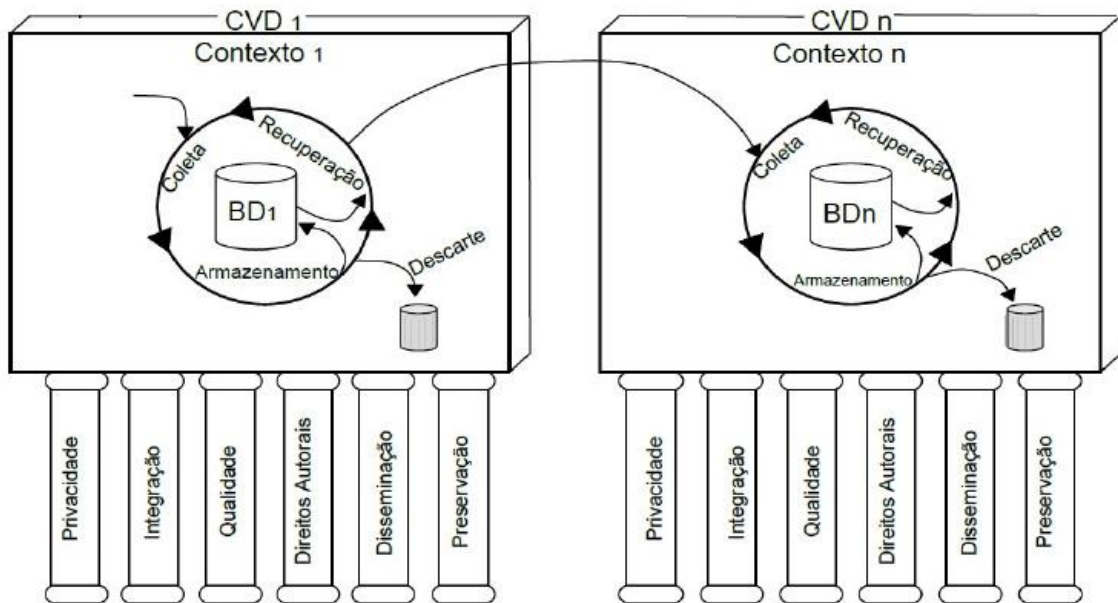 CVD 1
Contexto 1
Coleta
Recuperação
BD1
Armazenamento
Descarte
Privacidade
Integração
Qualidade
Direitos Autorais
Disseminação
Preservação
CVD n
Contexto n
Coleta
Recuperação
BDn
Armazenamento
Descarte
Privacidade
Integração
Qualidade
Direitos Autorais
Disseminação
Preservação